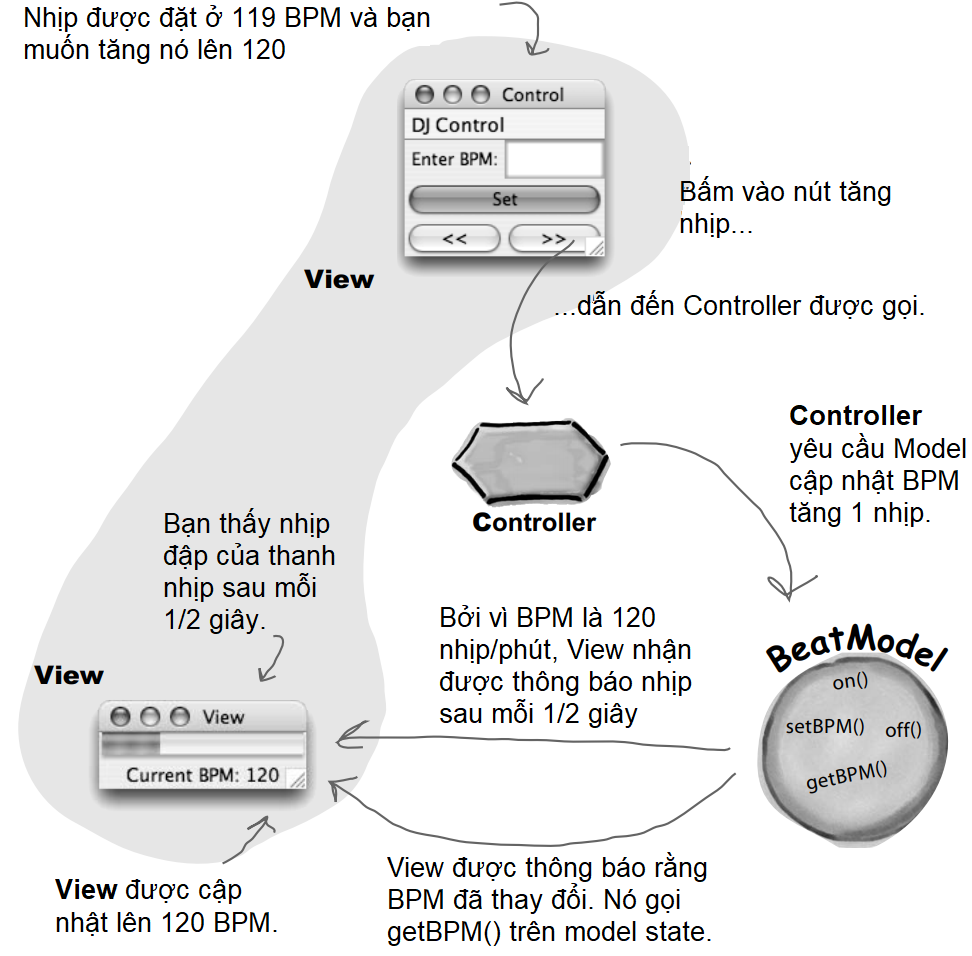 Nhịp được đặt ở 119 BPM và bạn
muốn tăng nó lên 120
Control
DJ Control
Enter BPM:
Set
<<
>>
Bấm vào nút tăng
nhịp...
View
...dẫn đến Controller được gọi.
Controller
yêu cầu Model
cập nhật BPM
tăng 1 nhịp.
Controller
Bạn thấy nhịp
đập của thanh
nhịp sau mỗi
1/2 giây.
Bởi vì BPM là 120
nhịp/phút, View nhận
được thông báo nhịp
sau mỗi 1/2 giây
BeatModel
on()
setBPM()
off()
getBPM()
View
View
Current BPM: 120
View được cập
nhật lên 120 BPM.
View được thông báo rằng
BPM đã thay đổi. Nó gọi
getBPM() trên model state.